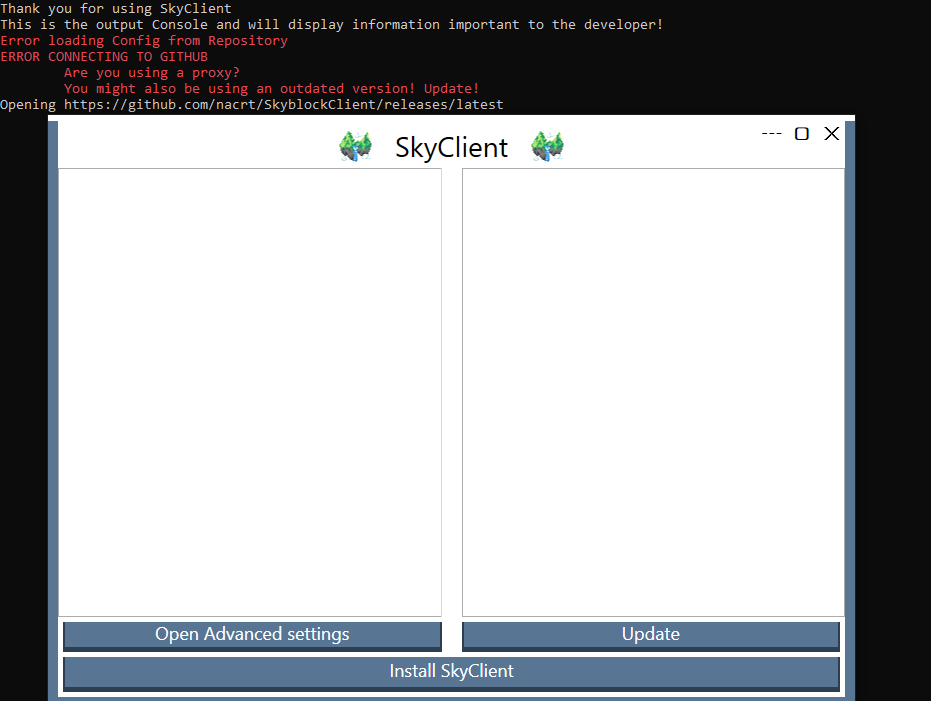 Thank you for using SkyClient
This is the output Console and will display information important to the developer!
Error loading Config from Repository
ERROR CONNECTING TO GITHUB
Are you using a proxy?
You might also be using an outdated version! Update!
Opening https://github.com/nacrt/SkyblockClient/releases/latest
SkyClient
Open Advanced settings
Update
Install SkyClient